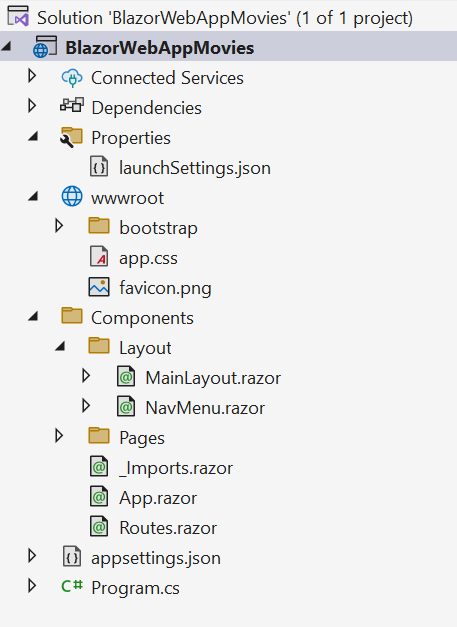 Solution 'BlazorWebAppMovies' (1 of 1 project)
BlazorWebAppMovies
Connected Services
Dependencies
Properties
launchSettings.json
wwwroot
bootstrap
app.css
favicon.png
Components
Layout
MainLayout.razor
NavMenu.razor
Pages
_Imports.razor
App.razor
Routes.razor
appsettings.json
C# Program.cs